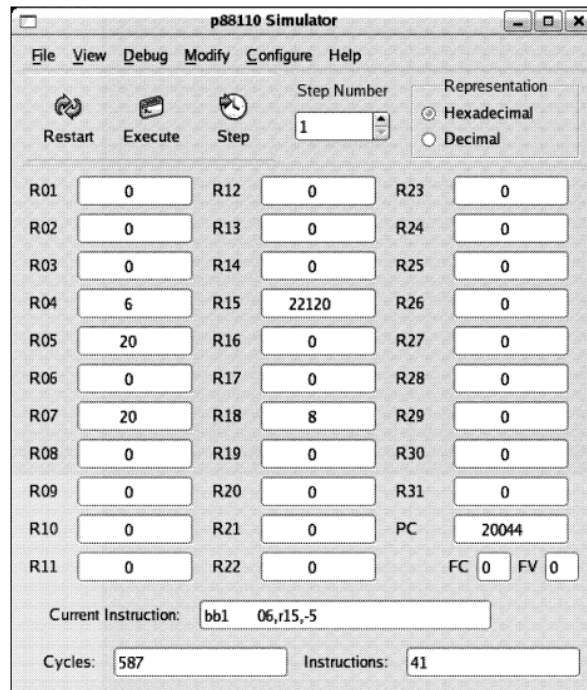 p88110 Simulator
File View Debug Modify Configure Help
Step Number
Representation
Hexadecimal
1
Decimal
Restart Execute Step
R01 0 R12 0 R23 0
R02 0 R13 0 R24 0
R03 0 R14 0 R25 0
R04 6 R15 22120 R26 0
R05 20 R16 0 R27 0
R06 0 R17 0 R28 0
R07 20 R18 8 R29 0
R08 0 R19 0 R30 0
R09 0 R20 0 R31 0
R10 0 R21 0 PC 20044
R11 0 R22 0 FC 0 FV 0
Current Instruction: bb1 06,r15,-5
Cycles: 587 Instructions: 41